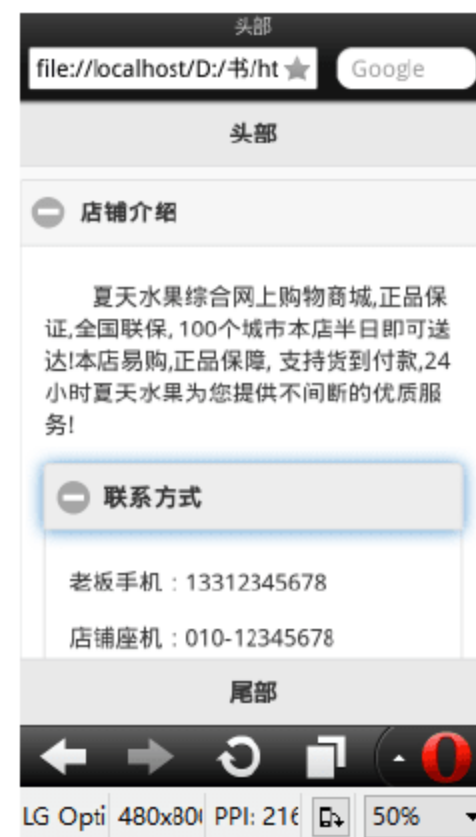 头部
file://localhost/D:/书/ht
Google
头部
店铺介绍
夏天水果综合网上购物商城,正品保
证,全国联保, 100个城市本店半日即可送
达!本店易购,正品保障, 支持货到付款,24
小时夏天水果为您提供不间断的优质服
务!
联系方式
老板手机：13312345678
店铺座机：010-12345678
尾部
LG Opti 480x80 PPI: 216 50%